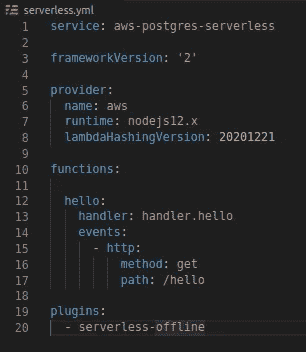 serverless.yml
1 service: aws-postgres-serverless
2
3 frameworkVersion: '2'
4
5 provider:
6 name: aws
7 runtime: nodejs12.x
8 lambdaHashingVersion: 20201221
9
10 functions:
11
12 hello:
13 handler: handler.hello
14 events:
15 - http:
16 method: get
17 path: /hello
18
19 plugins:
20 - serverless-offline